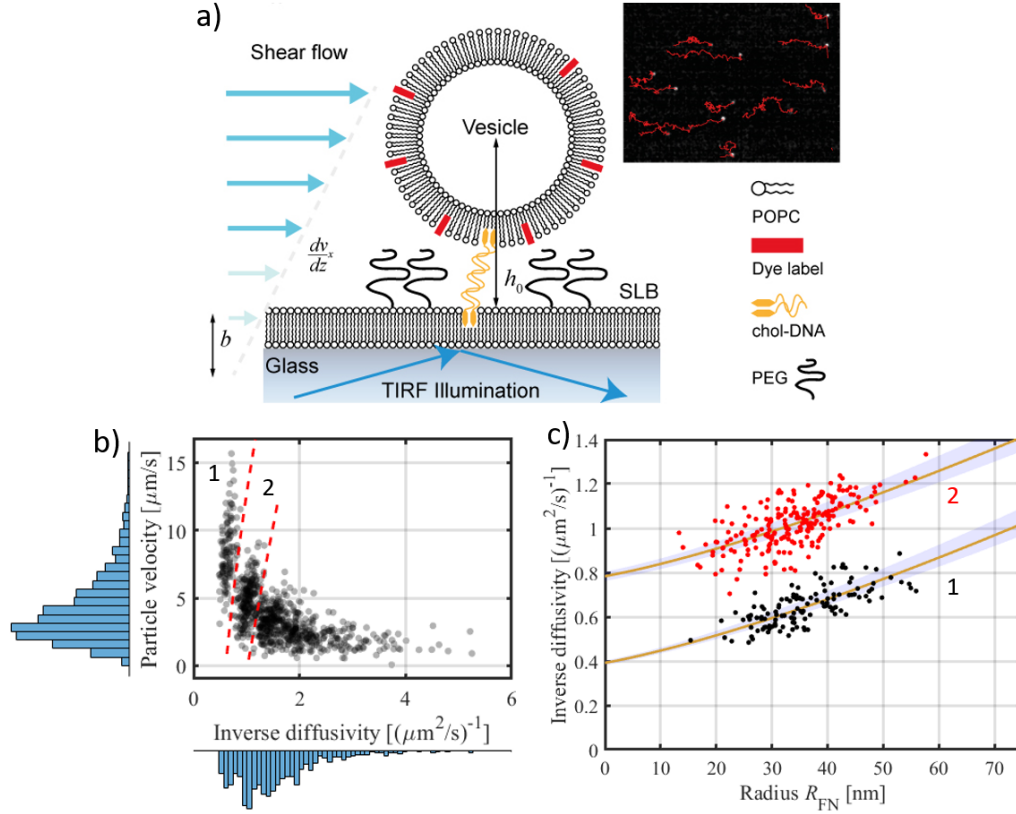 a)
Shear flow
Vesicle
dv_x
dz
h_0
b
SLB
Glass
TIRF Illumination
POPC
Dye label
chol-DNA
PEG
b)
Particle velocity [μm/s]
15
10
5
0
1
2
0
2
4
6
Inverse diffusivity [(μm²/s)⁻¹]
c)
Inverse diffusivity [(μm²/s)⁻¹]
1.4
1.2
1
0.8
0.6
0.4
0.2
0
2
1
0
10
20
30
40
50
60
70
Radius R_FN [nm]